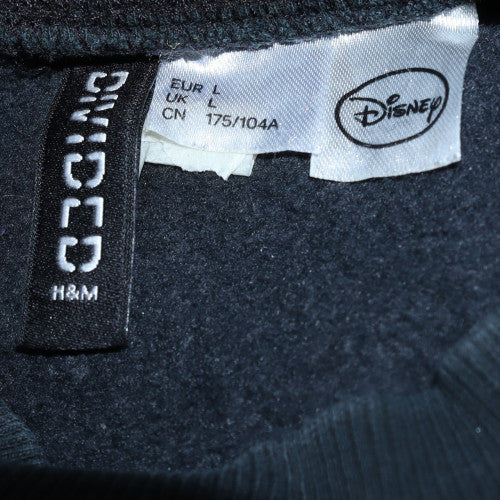 DIVIDED
H&M
EUR L
UK L
CN 175/104A
Disney